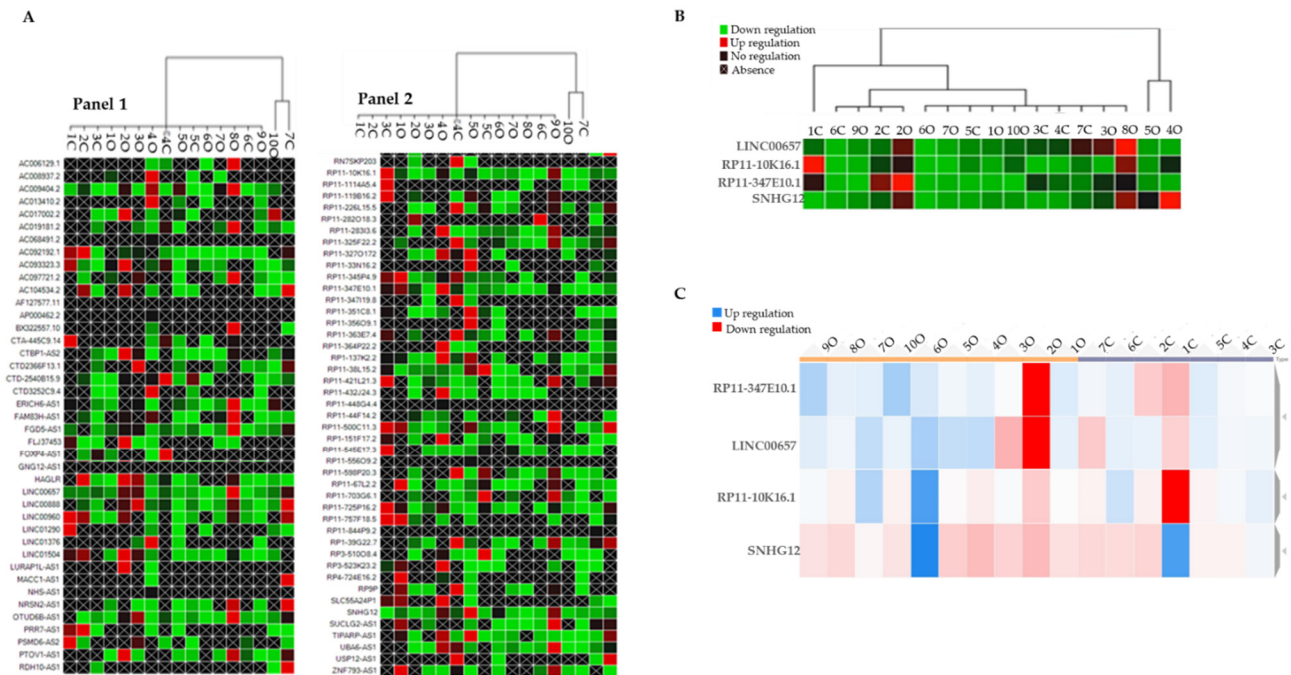 A
Panel 1
1C 2C 3C 1O 2O 3O 4O 4C 5C 5O 6O 7O 8O 6C 9O 10O 7C
AC006129.1
AC008937.2
AC009404.2
AC013410.2
AC017002.2
AC019181.2
AC068491.2
AC092192.1
AC093323.3
AC097721.2
AC104534.2
AF127577.11
AP000462.2
BX322557.10
CTA-445C9.14
CTBP1-AS2
CTD2366F13.1
CTD-2540B15.9
CTD3252C9.4
ERICH6-AS1
FAM83H-AS1
FGD5-AS1
FLJ37453
FOXP4-AS1
GNG12-AS1
HAGLR
LINC00657
LINC00888
LINC00960
LINC01290
LINC01376
LINC01504
LURAP1L-AS1
MACC1-AS1
NHS-AS1
NRSN2-AS1
OTUD6B-AS1
PRR7-AS1
PSMD6-AS2
PTOV1-AS1
RDH10-AS1
Panel 2
RN7SKP203
RP11-10K16.1
RP11-1114A5.4
RP11-119B16.2
RP11-226L15.5
RP11-282O18.3
RP11-283I3.6
RP11-325F22.2
RP11-327O172
RP11-33N16.2
RP11-345P4.9
RP11-347E10.1
RP11-347I19.8
RP11-351C8.1
RP11-356O9.1
RP11-363E7.4
RP11-364P22.2
RP1-137K2.2
RP11-38L15.2
RP11-421L21.3
RP11-432J24.3
RP11-448G4.4
RP11-44F14.2
RP11-500C11.3
RP1-151F17.2
RP11-545E17.3
RP11-556O9.2
RP11-598P20.3
RP11-67L2.2
RP11-703G6.1
RP11-725P16.2
RP11-757F18.5
RP11-844P9.2
RP1-39G22.7
RP3-510O8.4
RP3-523K23.2
RP4-724E16.2
RP9P
SLC55A24P1
SNHG12
SUCLG2-AS1
TIPARP-AS1
UBA6-AS1
USP12-AS1
ZNF793-AS1
B
Down regulation
Up regulation
No regulation
Absence
1C 6C 9O 2C 2O 6O 7O 5C 1O 10O 3C 4C 7C 3O 8O 5O 4O
LINC00657
RP11-10K16.1
RP11-347E10.1
SNHG12
C
Up regulation
Down regulation
9O 8O 7O 10O 6O 5O 4O 3O 2O 1O 7C 6C 2C 1C 5C 4C 3C
Type
RP11-347E10.1
LINC00657
RP11-10K16.1
SNHG12